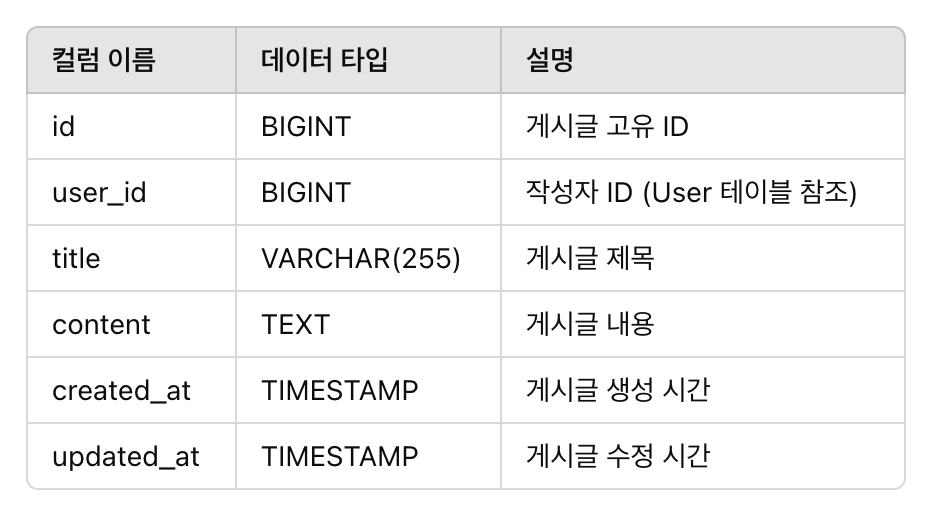 컬럼 이름 데이터 타입 설명
id BIGINT 게시글 고유 ID
user_id BIGINT 작성자 ID (User 테이블 참조)
title VARCHAR(255) 게시글 제목
content TEXT 게시글 내용
created_at TIMESTAMP 게시글 생성 시간
updated_at TIMESTAMP 게시글 수정 시간